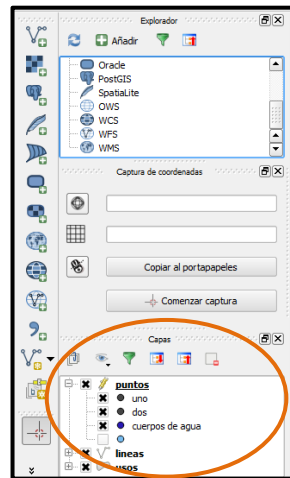 Explorador
Añadir
Oracle
PostGIS
SpatiaLite
OWS
WCS
WFS
WMS
Captura de coordenadas
Copiar al portapapeles
Comenzar captura
Capas
puntos
uno
dos
cuerpos de agua
lineas
usos